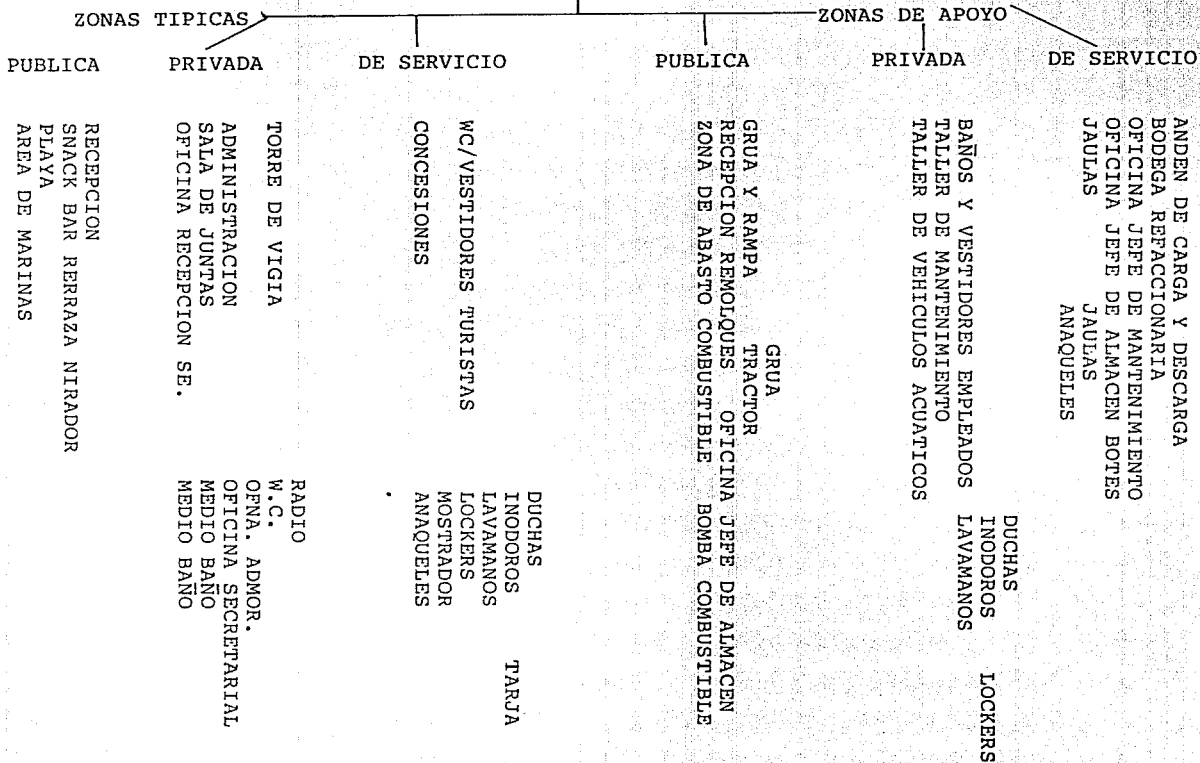 ZONAS TIPICAS
ZONAS DE APOYO
PUBLICA
PRIVADA
DE SERVICIO
PUBLICA
PRIVADA
DE SERVICIO
RECEPCION
SNACK BAR RERRAZA NIRADOR
PLAYA
AREA DE MARINAS
TORRE DE VIGIA
ADMINISTRACION
SALA DE JUNTAS
OFICINA RECEPCION SE.
RADIO
W.C.
OFNA. ADMOR.
OFICINA SECRETARIAL
MEDIO BAÑO
MEDIO BAÑO
WC/VESTIDORES TURISTAS
CONCESIONES
DUCHAS
INODOROS TARJA
LAVAMANOS
LOCKERS
MOSTRADOR
ANAQUELES
GRUA
GRUA Y RAMPA TRACTOR
RECEPCION REMOLQUES OFICINA JEFE DE ALMACEN
ZONA DE ABASTO COMBUSTIBLE BOMBA COMBUSTIBLE
BAÑOS Y VESTIDORES EMPLEADOS
TALLER DE MANTENIMIENTO
TALLER DE VEHICULOS ACUATICOS
DUCHAS
INODOROS LOCKERS
LAVAMANOS
ANDEN DE CARGA Y DESCARGA
BODEGA REFACCIONARIA
OFICINA JEFE DE MANTENIMIENTO
OFICINA JEFE DE ALMACEN BOTES
JAULAS JAULAS
ANAQUELES